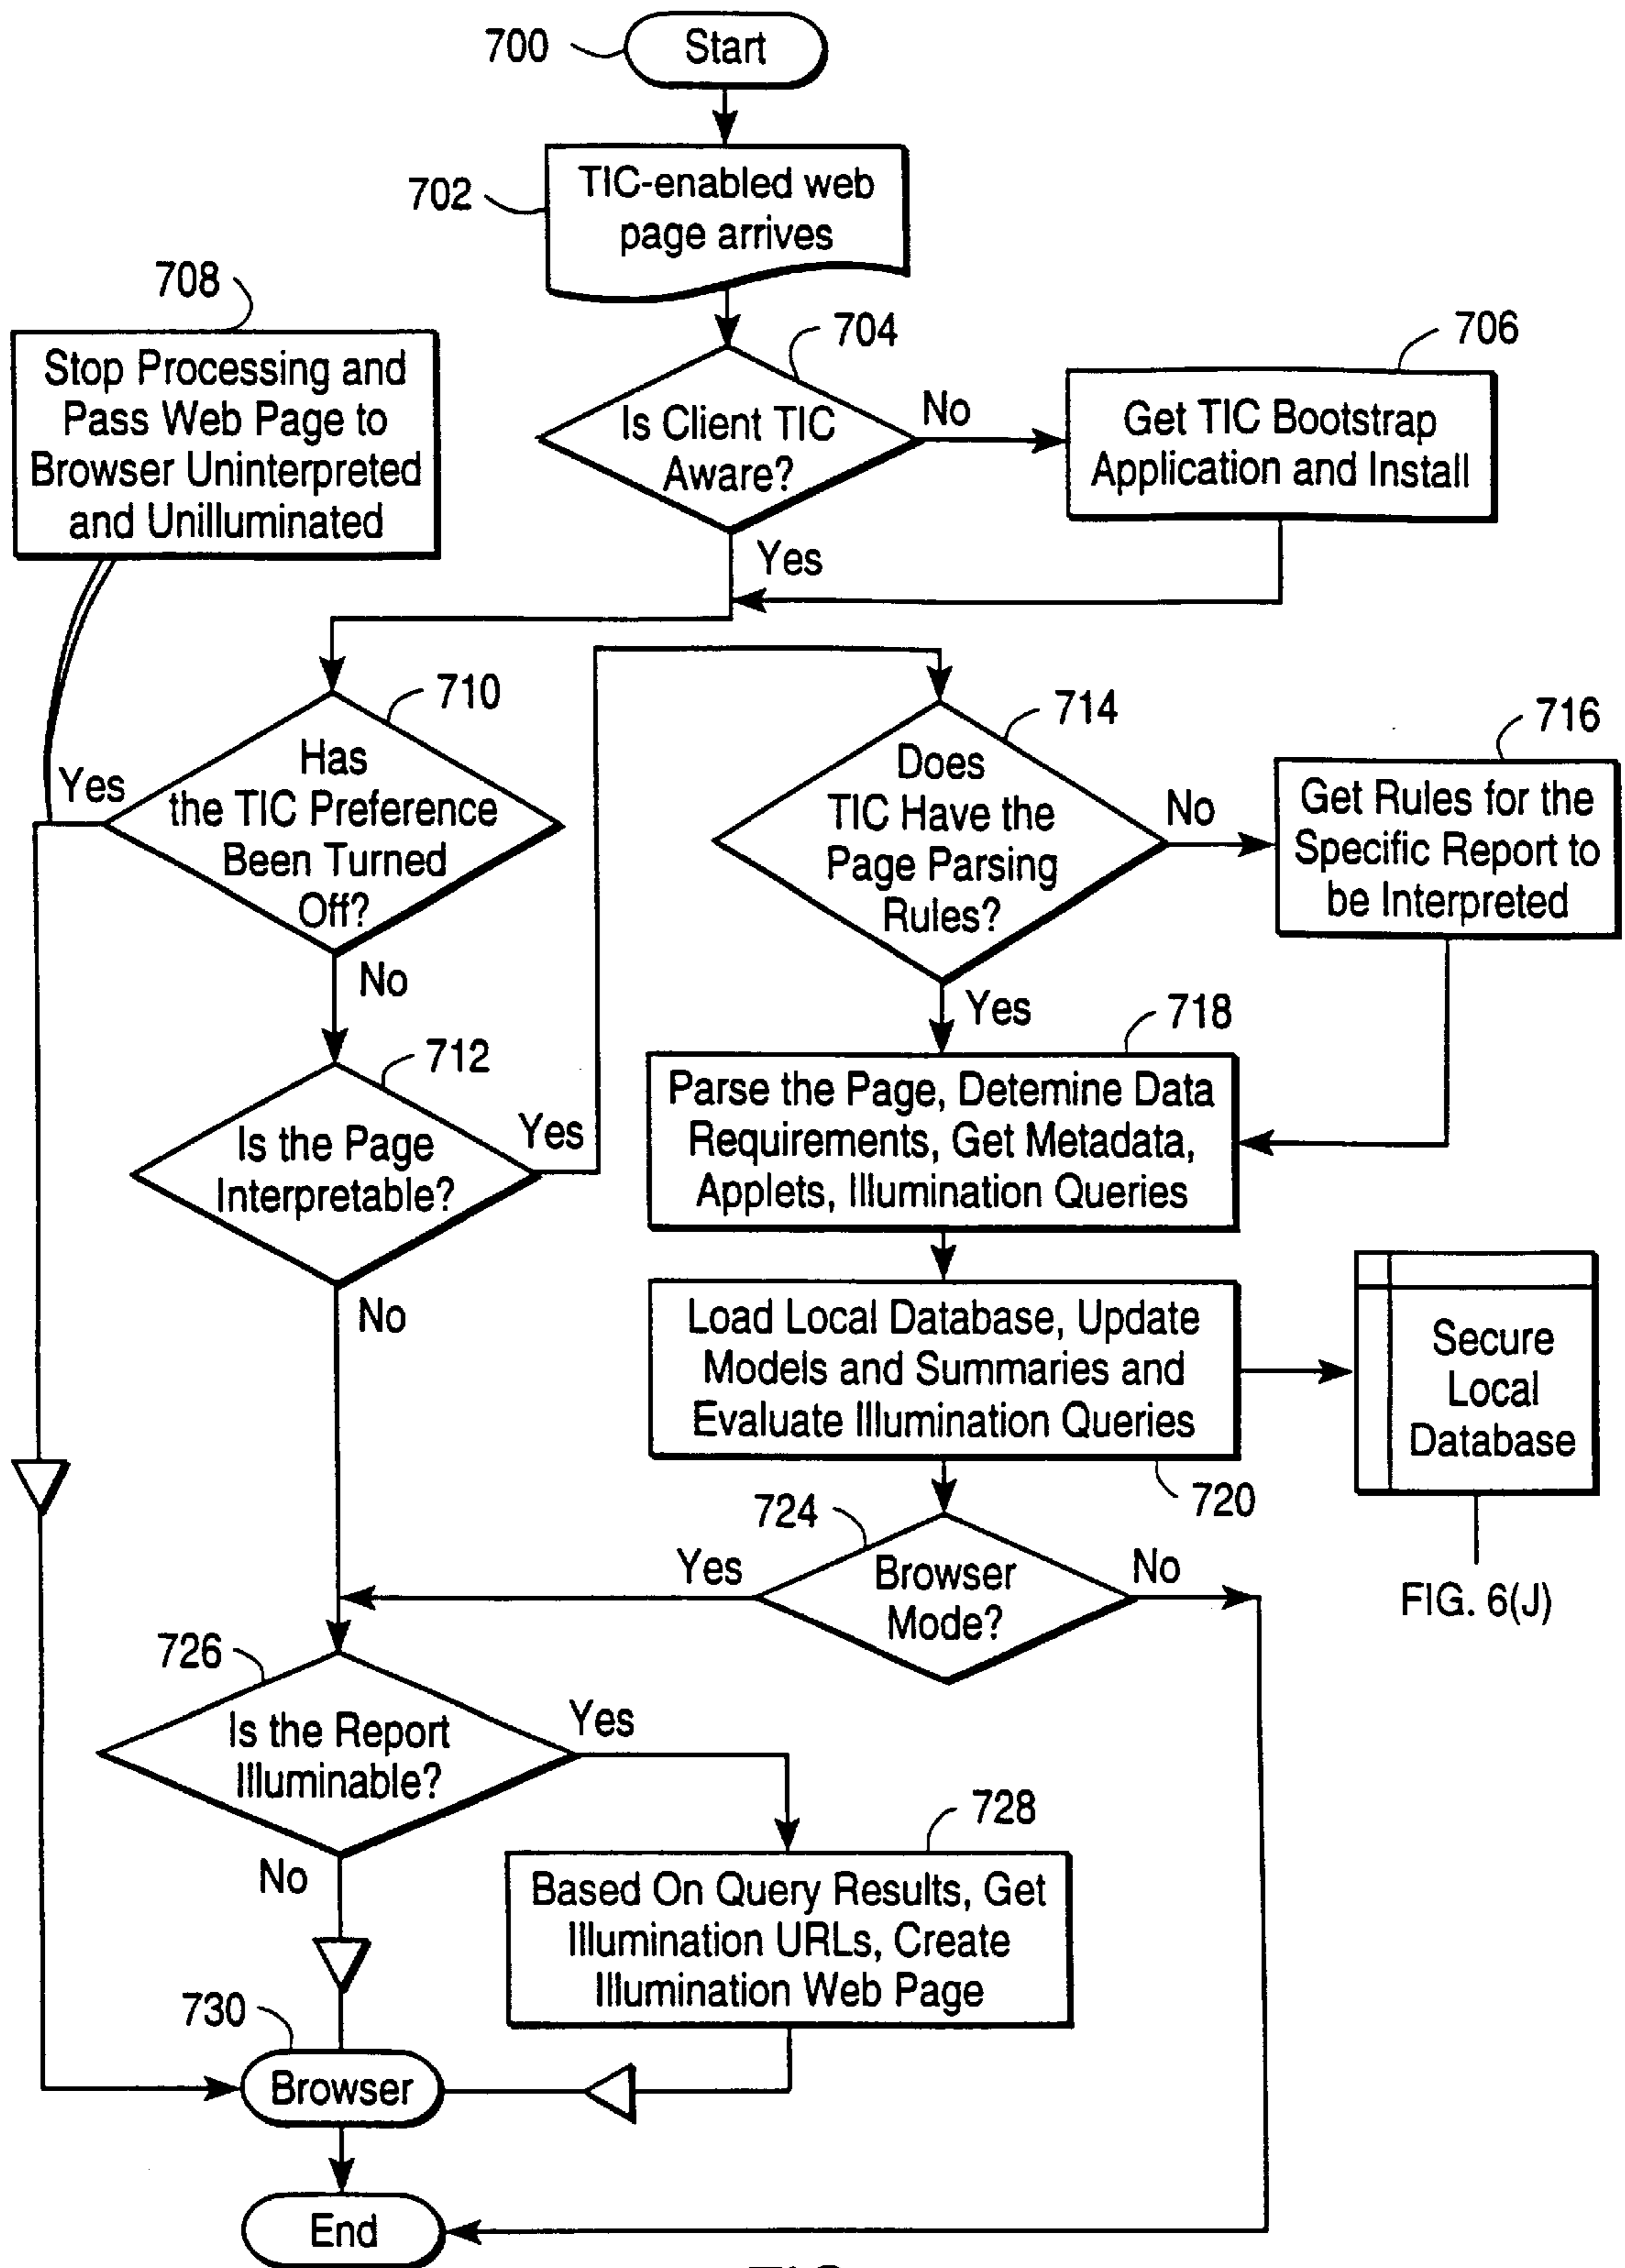 700
Start
702
TIC-enabled web
page arrives
708
Stop Processing and
Pass Web Page to
Browser Uninterpreted
and Unilluminated
704
Is Client TIC
Aware?
No
Yes
706
Get TIC Bootstrap
Application and Install
710
Has
the TIC Preference
Been Turned
Off?
Yes
No
712
Is the Page
Interpretable?
Yes
No
714
Does
TIC Have the
Page Parsing
Rules?
No
Yes
716
Get Rules for the
Specific Report to
be Interpreted
718
Parse the Page, Detemine Data
Requirements, Get Metadata,
Applets, Illumination Queries
Load Local Database, Update
Models and Summaries and
Evaluate Illumination Queries
720
Secure
Local
Database
FIG. 6(J)
724
Browser
Mode?
Yes
No
726
Is the Report
Illuminable?
Yes
No
728
Based On Query Results, Get
Illumination URLs, Create
Illumination Web Page
730
Browser
End